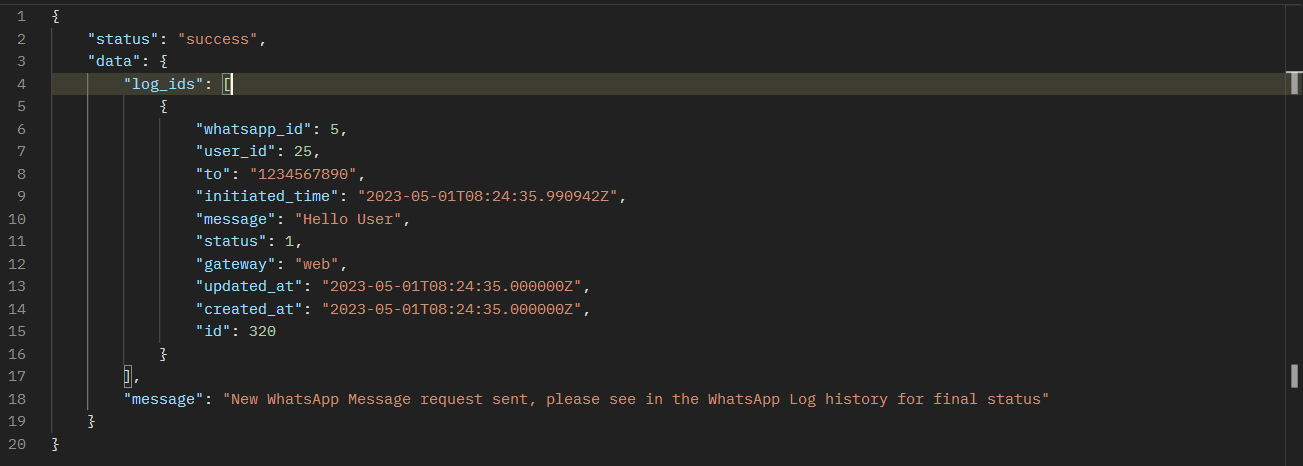 1 {
2 "status": "success",
3 "data": {
4 "log_ids": [
5 {
6 "whatsapp_id": 5,
7 "user_id": 25,
8 "to": "1234567890",
9 "initiated_time": "2023-05-01T08:24:35.990942Z",
10 "message": "Hello User",
11 "status": 1,
12 "gateway": "web",
13 "updated_at": "2023-05-01T08:24:35.000000Z",
14 "created_at": "2023-05-01T08:24:35.000000Z",
15 "id": 320
16 }
17 ],
18 "message": "New WhatsApp Message request sent, please see in the WhatsApp Log history for final status"
19 }
20 }